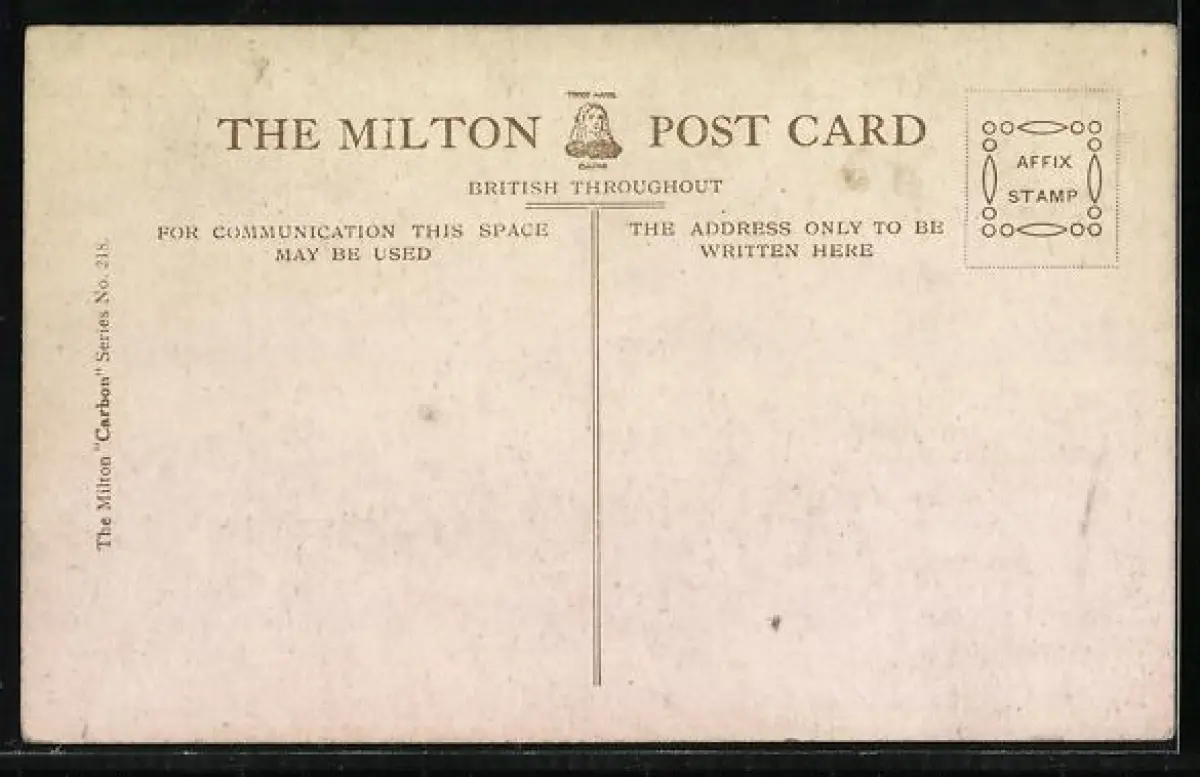 THE MILTON POST CARD
BRITISH THROUGHOUT
FOR COMMUNICATION THIS SPACE
MAY BE USED
THE ADDRESS ONLY TO BE
WRITTEN HERE
AFFIX
STAMP
The Milton "Carbon" Series No. 218.